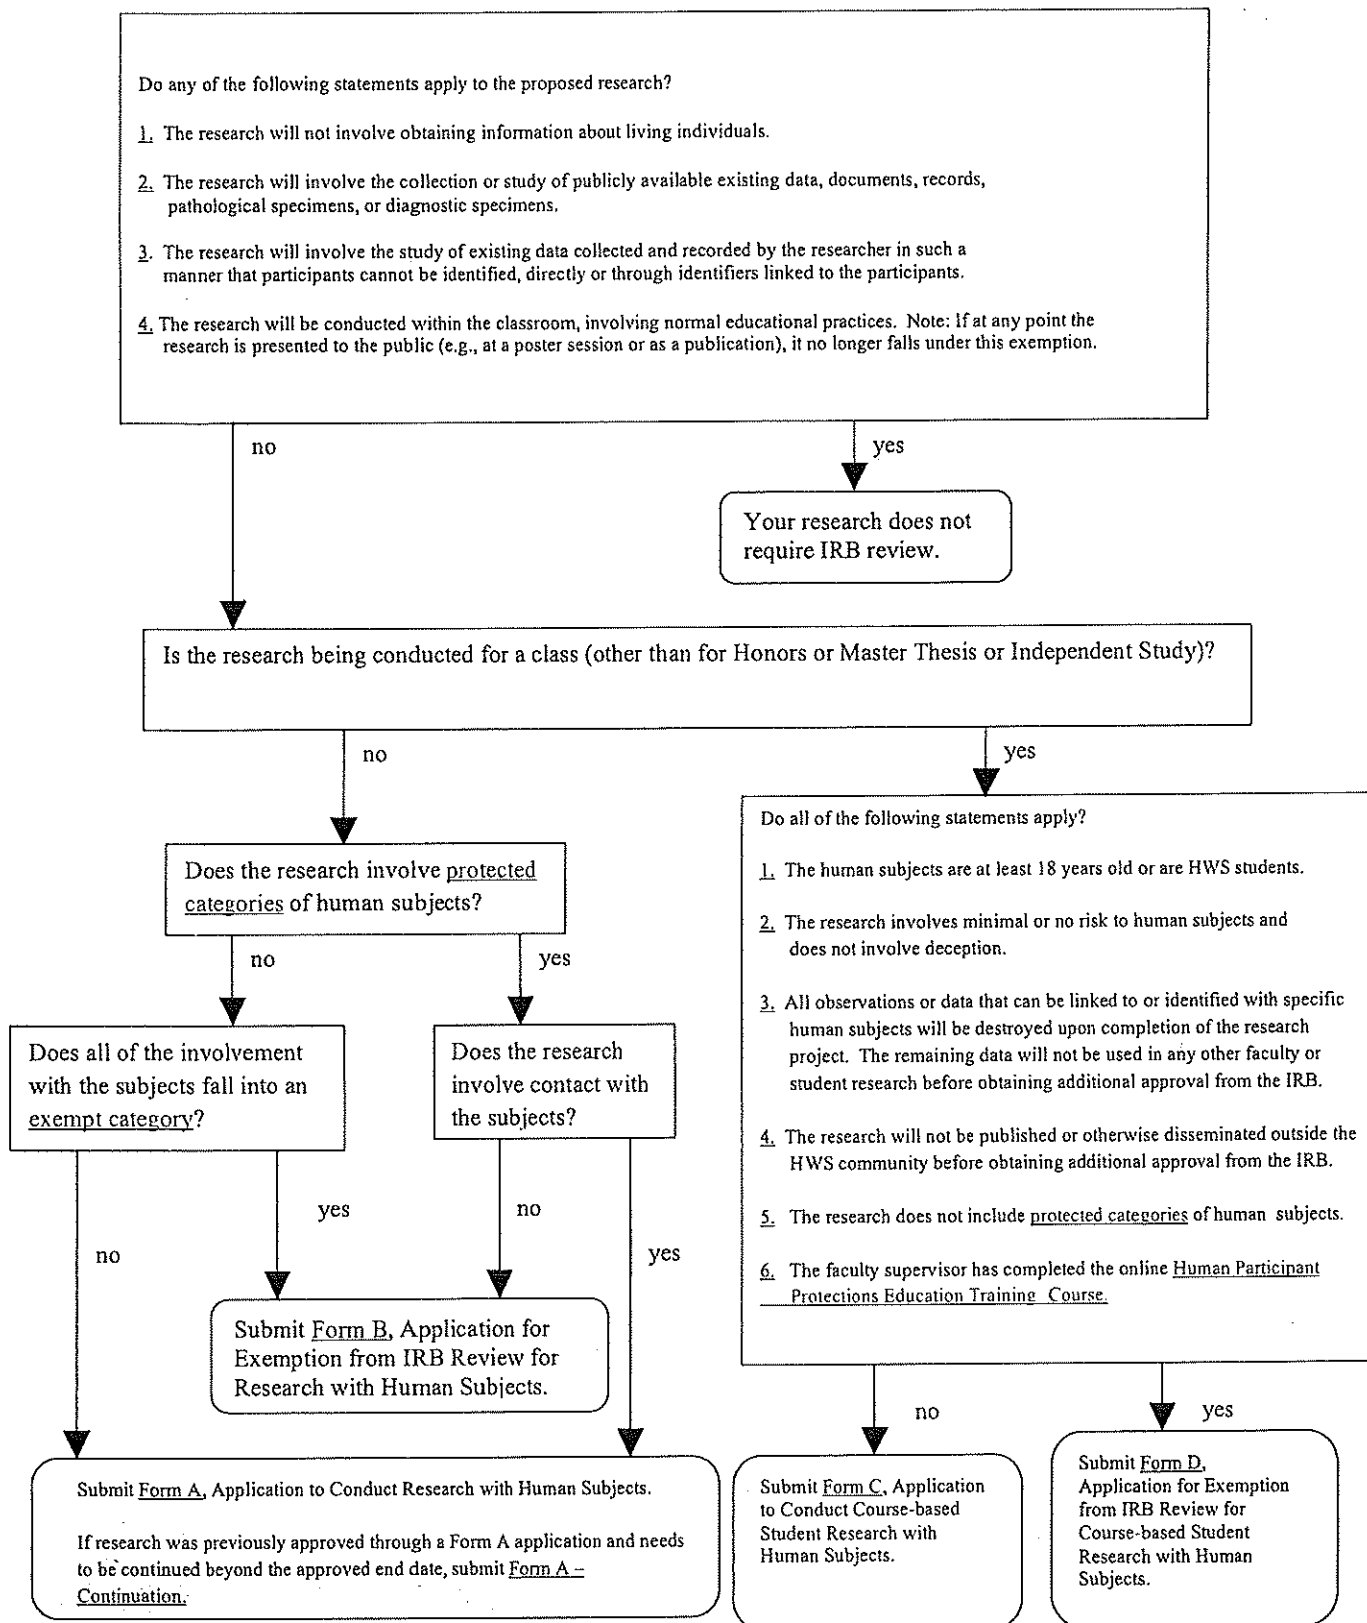 Do any of the following statements apply to the proposed research?
1. The research will not involve obtaining information about living individuals.
2. The research will involve the collection or study of publicly available existing data, documents, records,
pathological specimens, or diagnostic specimens.
3. The research will involve the study of existing data collected and recorded by the researcher in such a
manner that participants cannot be identified, directly or through identifiers linked to the participants.
4. The research will be conducted within the classroom, involving normal educational practices. Note: If at any point the
research is presented to the public (e.g., at a poster session or as a publication), it no longer falls under this exemption.
no
yes
Your research does not
require IRB review.
Is the research being conducted for a class (other than for Honors or Master Thesis or Independent Study)?
no
yes
Does the research involve protected
categories of human subjects?
no
yes
Does all of the involvement
with the subjects fall into an
exempt category?
Does the research
involve contact with
the subjects?
no
yes
no
yes
Submit Form B, Application for
Exemption from IRB Review for
Research with Human Subjects.
Submit Form A, Application to Conduct Research with Human Subjects.
If research was previously approved through a Form A application and needs
to be continued beyond the approved end date, submit Form A –
Continuation.
Do all of the following statements apply?
1. The human subjects are at least 18 years old or are HWS students.
2. The research involves minimal or no risk to human subjects and
does not involve deception.
3. All observations or data that can be linked to or identified with specific
human subjects will be destroyed upon completion of the research
project. The remaining data will not be used in any other faculty or
student research before obtaining additional approval from the IRB.
4. The research will not be published or otherwise disseminated outside the
HWS community before obtaining additional approval from the IRB.
5. The research does not include protected categories of human subjects.
6. The faculty supervisor has completed the online Human Participant
Protections Education Training Course.
no
yes
Submit Form C, Application
to Conduct Course-based
Student Research with
Human Subjects.
Submit Form D,
Application for Exemption
from IRB Review for
Course-based Student
Research with Human
Subjects.